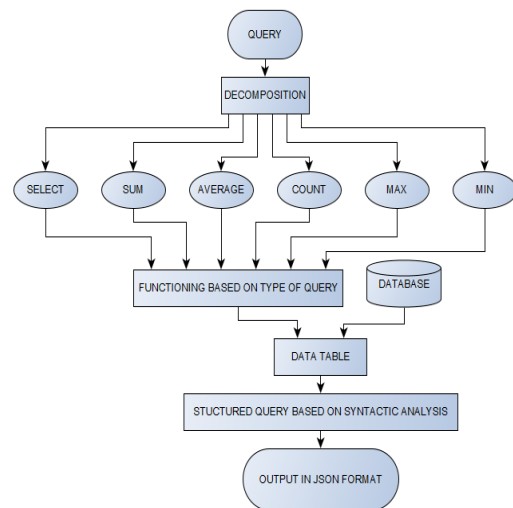 QUERY
DECOMPOSITION
SELECT
SUM
AVERAGE
COUNT
MAX
MIN
FUNCTIONING BASED ON TYPE OF QUERY
DATABASE
DATA TABLE
STUCTURED QUERY BASED ON SYNTACTIC ANALYSIS
OUTPUT IN JSON FORMAT